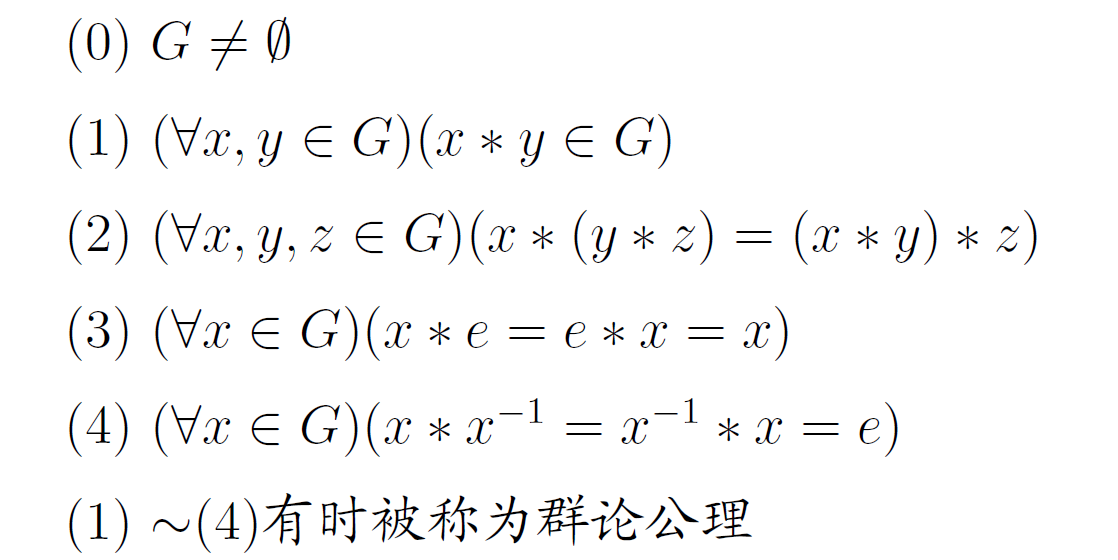 (0) G ≠ ∅
(1) (∀x, y ∈ G)(x ∗ y ∈ G)
(2) (∀x, y, z ∈ G)(x ∗ (y ∗ z) = (x ∗ y) ∗ z)
(3) (∀x ∈ G)(x ∗ e = e ∗ x = x)
(4) (∀x ∈ G)(x ∗ x⁻¹ = x⁻¹ ∗ x = e)
(1) ∼(4)有时被称为群论公理